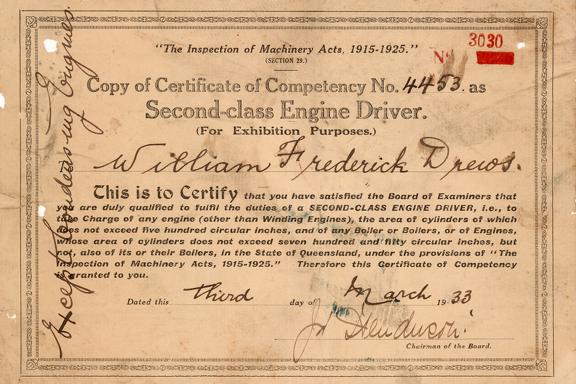 "The Inspection of Machinery Acts, 1915-1925."
(SECTION 29.)
No. 3030
Copy of Certificate of Competency No. 4453. as
Second-class Engine Driver.
(For Exhibition Purposes.)
William Frederick Drews.
This is to Certify that you have satisfied the Board of Examiners that
you are duly qualified to fulfil the duties of a SECOND-CLASS ENGINE DRIVER, i.e., to
take Charge of any engine (other than Winding Engines), the area of cylinders of which
does not exceed five hundred circular inches, and of any Boiler or Boilers, or of Engines,
whose area of cylinders does not exceed seven hundred and fifty circular inches, but
not, also of its or their Boilers, in the State of Queensland, under the provisions of "The
Inspection of Machinery Acts, 1915-1925." Therefore this Certificate of Competency
is granted to you.
Dated this third day of March 1933
Henderson
Chairman of the Board.
Except Condensing Engines